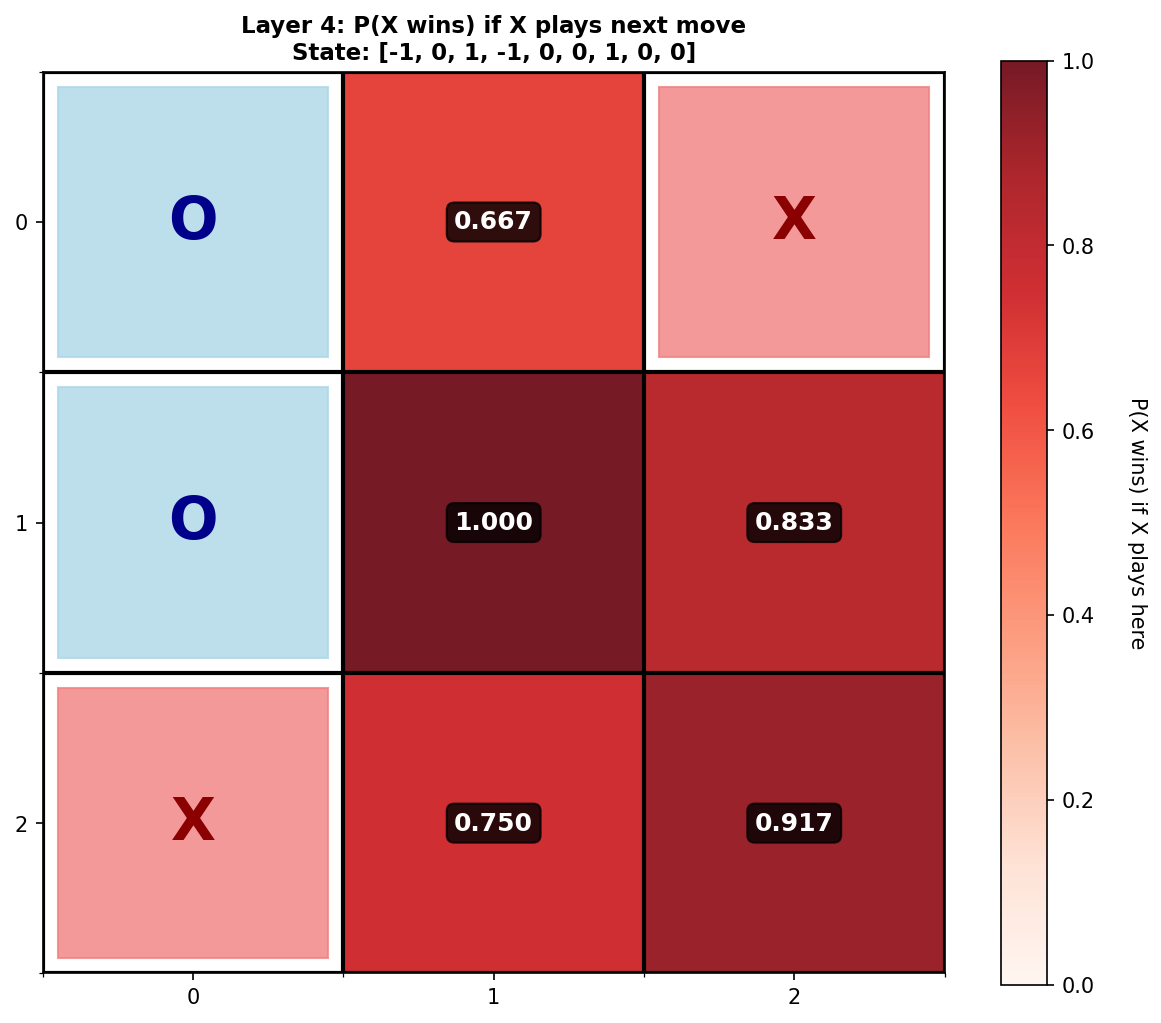 Layer 4: P(X wins) if X plays next move
State: [-1, 0, 1, -1, 0, 0, 1, 0, 0]
0
O
0.667
X
1
O
1.000
0.833
2
X
0.750
0.917
0
1
2
1.0
0.8
0.6
0.4
0.2
0.0
P(X wins) if X plays here